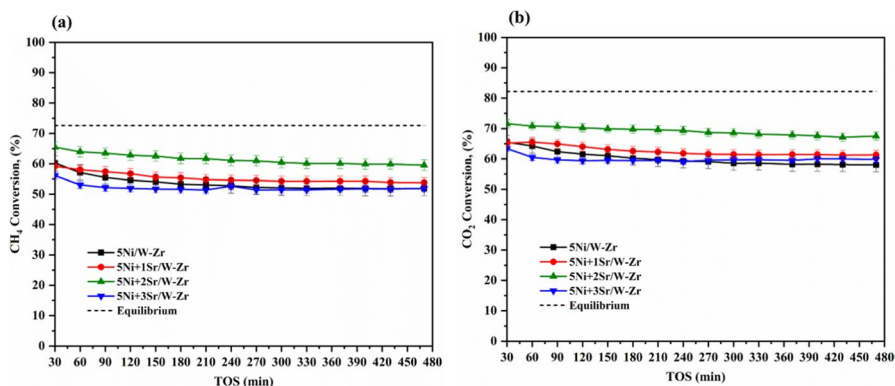 (a)
100
90
80
70
60
50
40
30
20
10
0
CH4 Conversion, (%)
5Ni/W-Zr
5Ni+1Sr/W-Zr
5Ni+2Sr/W-Zr
5Ni+3Sr/W-Zr
Equilibrium
30 60 90 120 150 180 210 240 270 300 330 360 390 420 450 480
TOS (min)
(b)
100
90
80
70
60
50
40
30
20
10
0
CO2 Conversion, (%)
5Ni/W-Zr
5Ni+1Sr/W-Zr
5Ni+2Sr/W-Zr
5Ni+3Sr/W-Zr
Equilibrium
30 60 90 120 150 180 210 240 270 300 330 360 390 420 450 480
TOS (min)